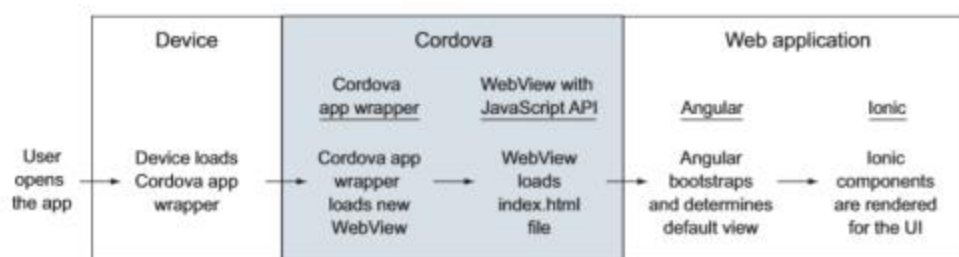 Device
Cordova
Web application
Cordova
app wrapper
WebView with
JavaScript API
Angular
Ionic
User
opens
the app
Device loads
Cordova app
wrapper
Cordova app
wrapper
loads new
WebView
WebView
loads
index.html
file
Angular
bootstraps
and determines
default view
Ionic
components
are rendered
for the UI